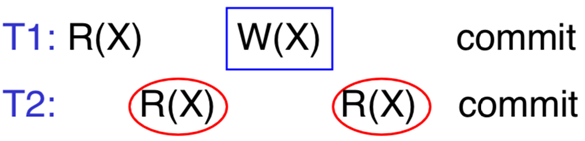 T1: R(X) W(X) commit
T2: R(X) R(X) commit